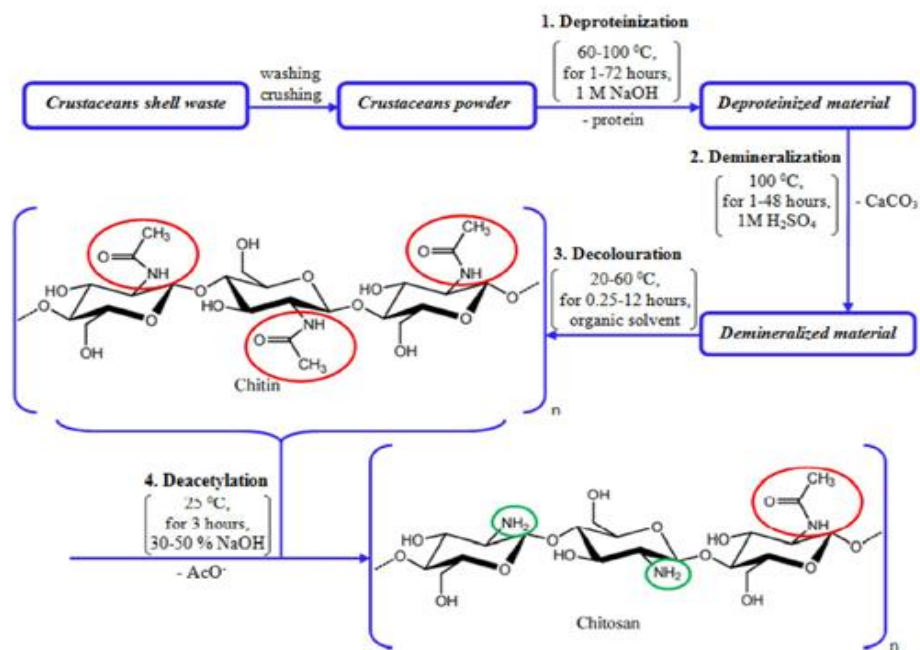 1. Deproteinization
60-100 ⁰C,
for 1-72 hours,
1 M NaOH
- protein
Crustaceans shell waste
washing
crushing
Crustaceans powder
Deproteinized material
2. Demineralization
100 ⁰C,
for 1-48 hours,
1M H₂SO₄
- CaCO₃
3. Decolouration
20-60 ⁰C,
for 0.25-12 hours,
organic solvent
Demineralized material
CH₃
O
NH
HO
O
O
OH
OH
O
HO
NH
O
CH₃
O
CH₃
O
NH
HO
O
O
OH
Chitin
n
4. Deacetylation
25 ⁰C,
for 3 hours,
30-50 % NaOH
- AcO⁻
NH₂
HO
O
O
OH
OH
O
HO
NH₂
O
CH₃
O
NH
HO
O
O
OH
Chitosan
n